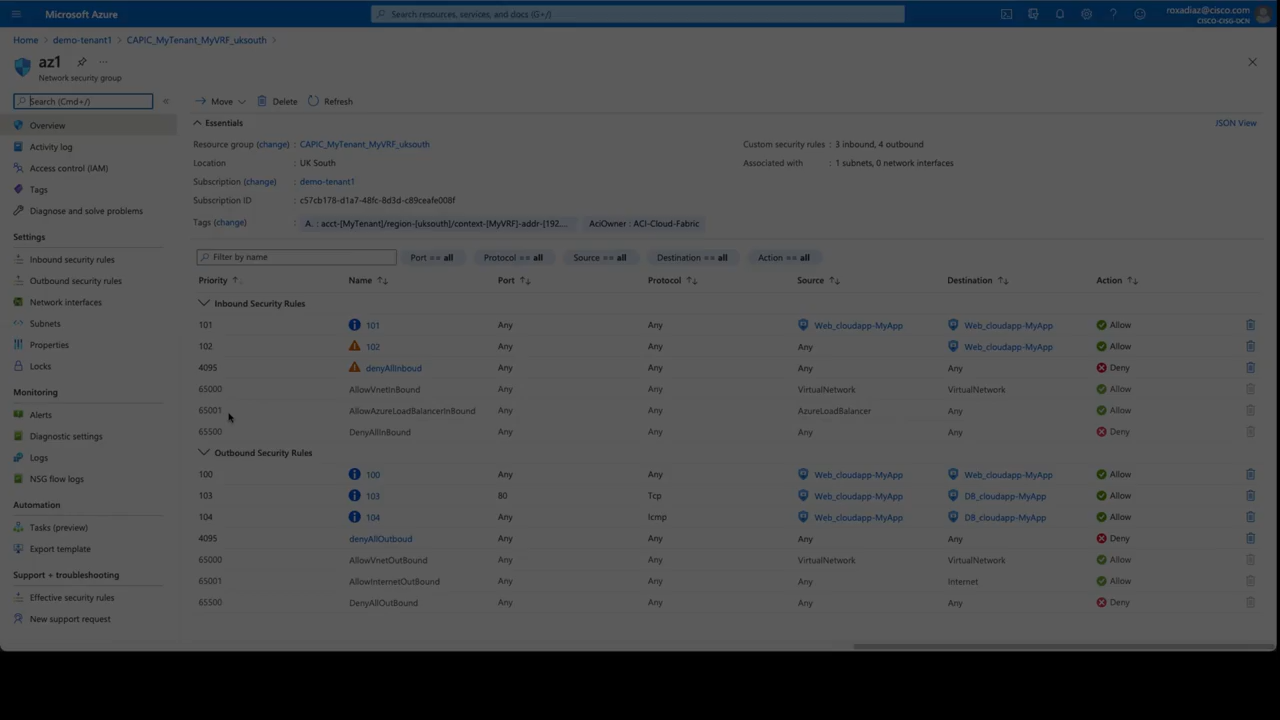 Microsoft Azure
Search resources, services, and docs (G+/)
roxadiaz@cisco.com
CISCO-CISG-OCN
Home > demo-tenant1 > CAPIC_MyTenant_MyVRF_uksouth >
az1
Network security group
Search (Cmd+/)
Overview
Activity log
Access control (IAM)
Tags
Diagnose and solve problems
Settings
Inbound security rules
Outbound security rules
Network interfaces
Subnets
Properties
Locks
Monitoring
Alerts
Diagnostic settings
Logs
NSG flow logs
Automation
Tasks (preview)
Export template
Support + troubleshooting
Effective security rules
New support request
Move Delete Refresh
Essentials JSON View
Resource group (change) : CAPIC_MyTenant_MyVRF_uksouth Custom security rules : 3 inbound, 4 outbound
Location : UK South Associated with : 1 subnets, 0 network interfaces
Subscription (change) : demo-tenant1
Subscription ID : c57cb178-d1a7-48fc-8d3d-c89ceafe008f
Tags (change) : A. : acct-[MyTenant]/region-[uksouth]/context-[MyVRF]-addr-[192... AciOwner : ACI-Cloud-Fabric
Filter by name Port == all Protocol == all Source == all Destination == all Action == all
Priority Name Port Protocol Source Destination Action
Inbound Security Rules
101 101 Any Any Web_cloudapp-MyApp Web_cloudapp-MyApp Allow
102 102 Any Any Any Web_cloudapp-MyApp Allow
4095 denyAllInboud Any Any Any Any Deny
65000 AllowVnetInBound Any Any VirtualNetwork VirtualNetwork Allow
65001 AllowAzureLoadBalancerInBound Any Any AzureLoadBalancer Any Allow
65500 DenyAllInBound Any Any Any Any Deny
Outbound Security Rules
100 100 Any Any Web_cloudapp-MyApp Web_cloudapp-MyApp Allow
103 103 80 Tcp Web_cloudapp-MyApp DB_cloudapp-MyApp Allow
104 104 Any Icmp Web_cloudapp-MyApp DB_cloudapp-MyApp Allow
4095 denyAllOutboud Any Any Any Any Deny
65000 AllowVnetOutBound Any Any VirtualNetwork VirtualNetwork Allow
65001 AllowInternetOutBound Any Any Any Internet Allow
65500 DenyAllOutBound Any Any Any Any Deny